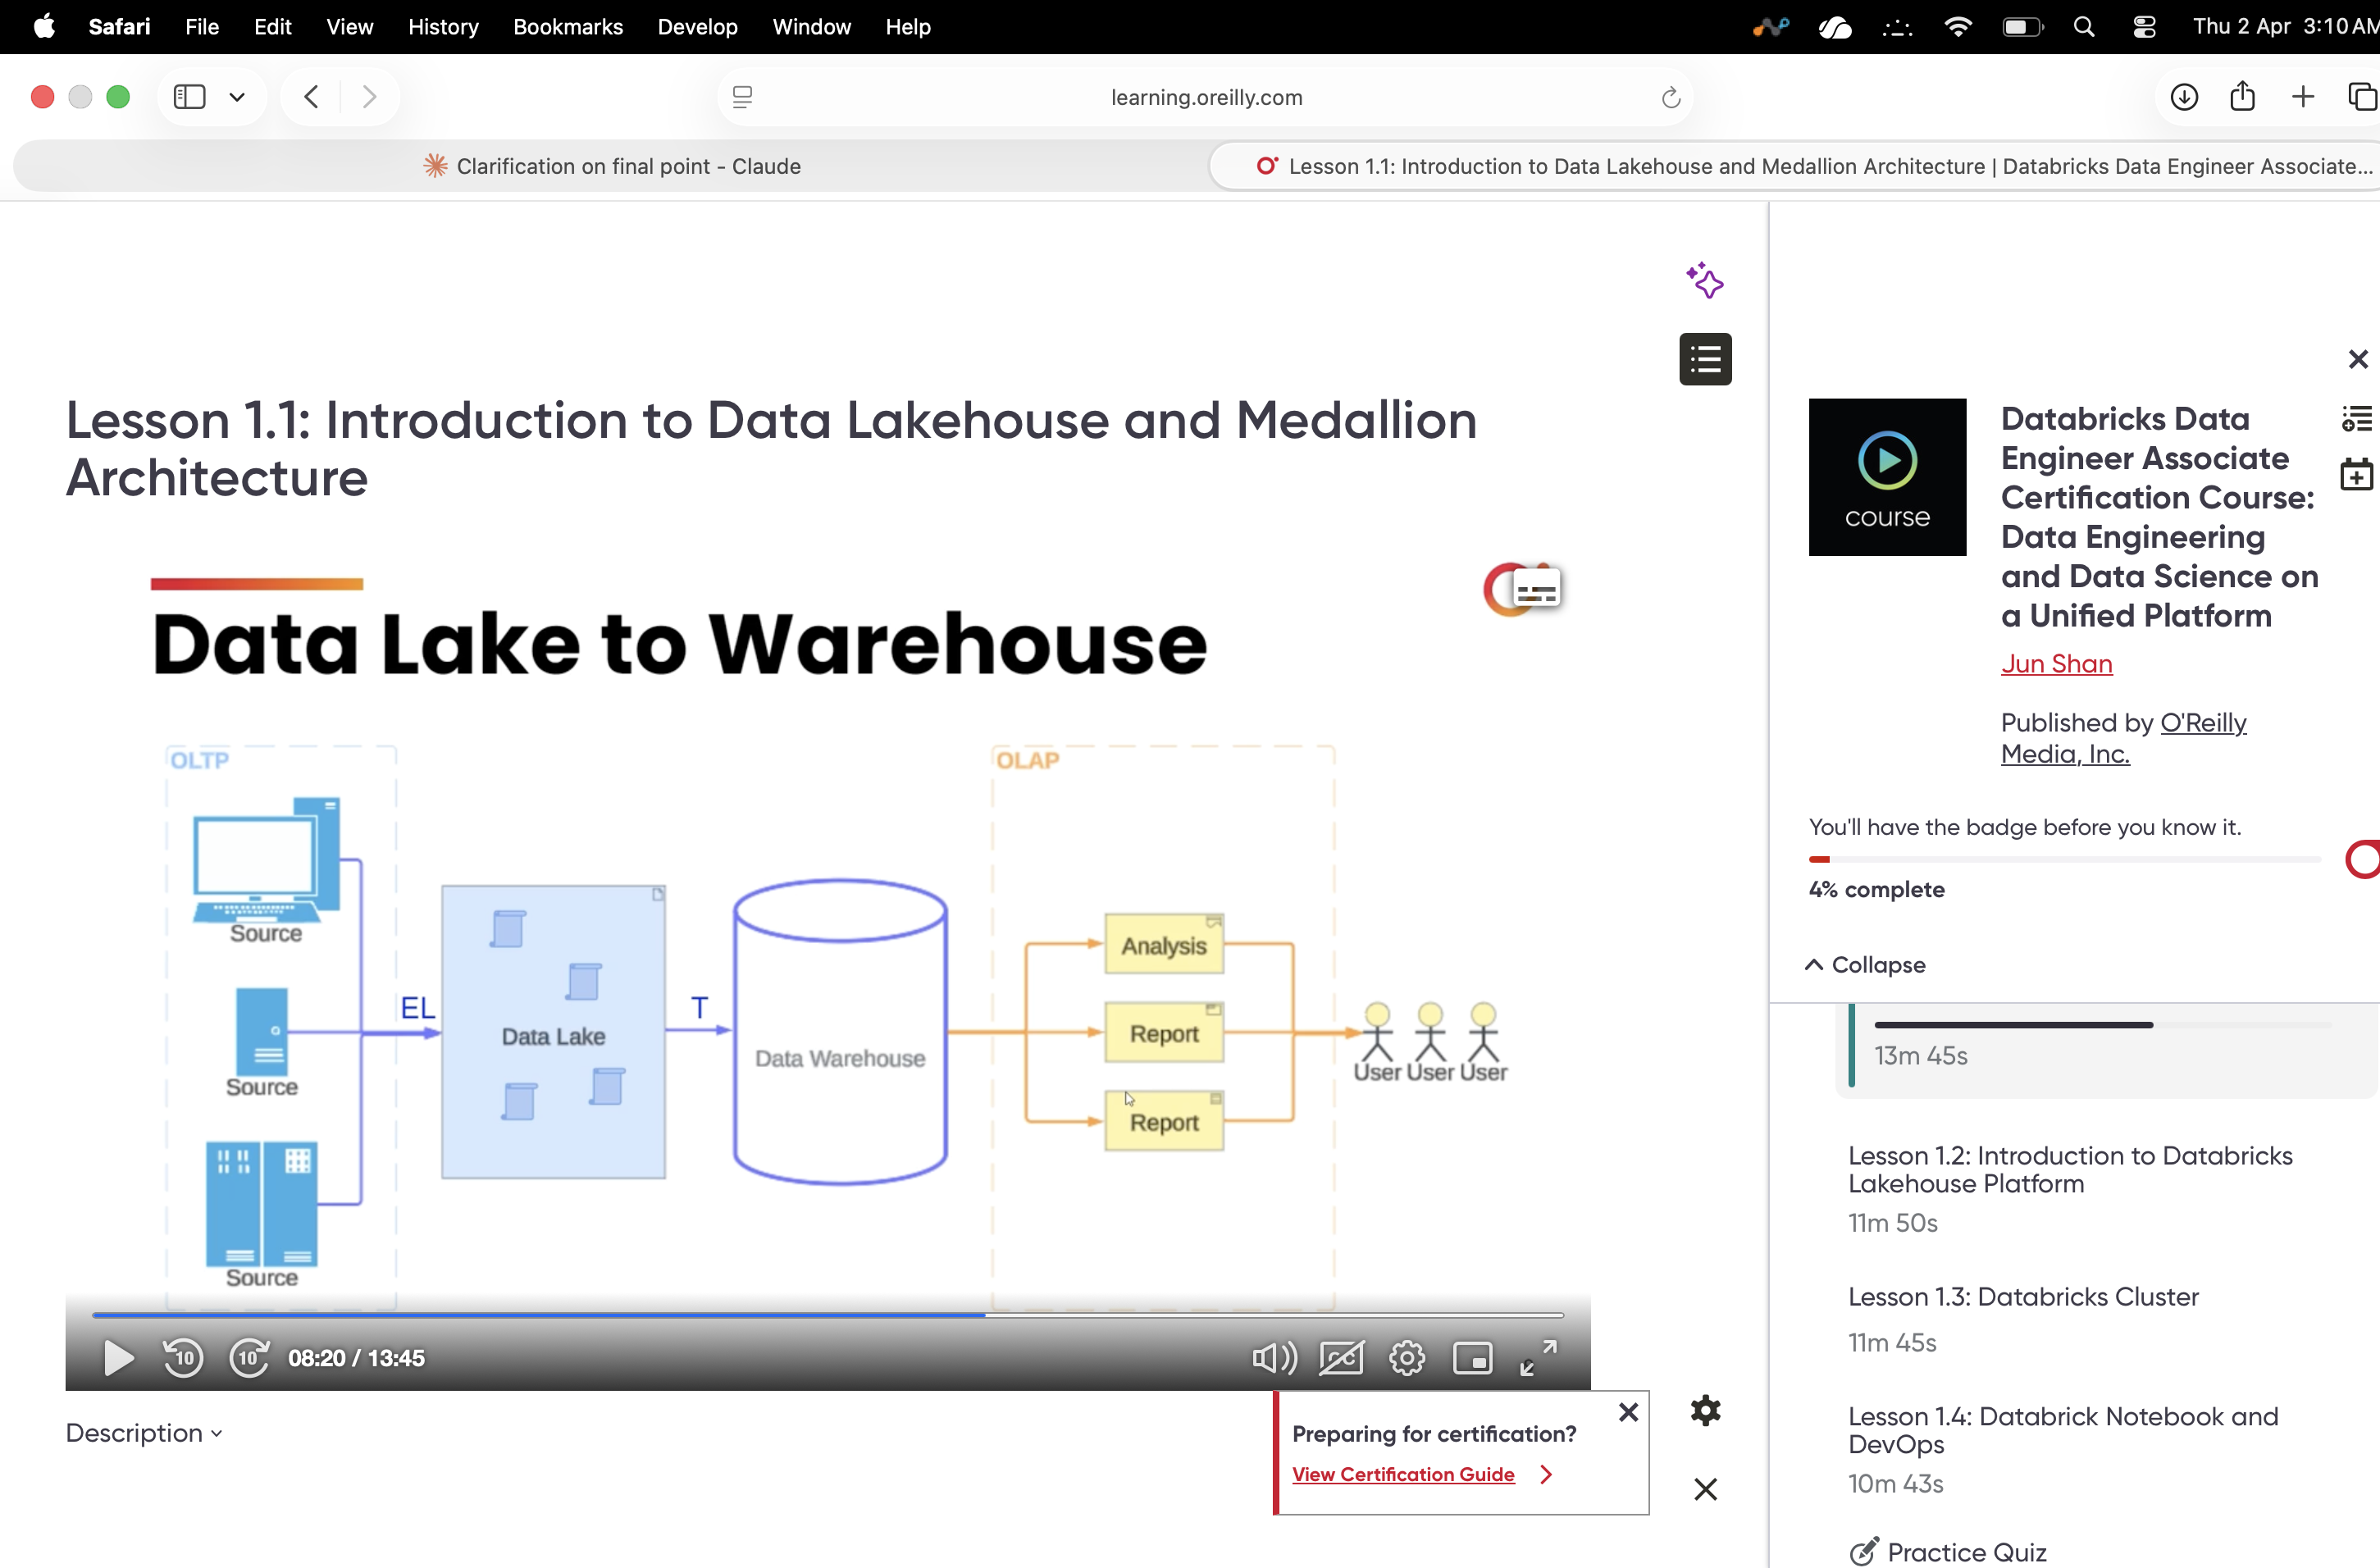 Safari File Edit View History Bookmarks Develop Window Help
Thu 2 Apr 3:10 AM
learning.oreilly.com
Clarification on final point - Claude
Lesson 1.1: Introduction to Data Lakehouse and Medallion Architecture | Databricks Data Engineer Associate...
Lesson 1.1: Introduction to Data Lakehouse and Medallion
Architecture
Data Lake to Warehouse
OLTP
Source
Source
Source
EL
Data Lake
T
Data Warehouse
OLAP
Analysis
Report
Report
User User User
10
10
08:20 / 13:45
CC
Description
Preparing for certification?
View Certification Guide
course
Databricks Data
Engineer Associate
Certification Course:
Data Engineering
and Data Science on
a Unified Platform
Jun Shan
Published by O'Reilly
Media, Inc.
You'll have the badge before you know it.
4% complete
Collapse
13m 45s
Lesson 1.2: Introduction to Databricks
Lakehouse Platform
11m 50s
Lesson 1.3: Databricks Cluster
11m 45s
Lesson 1.4: Databrick Notebook and
DevOps
10m 43s
Practice Quiz